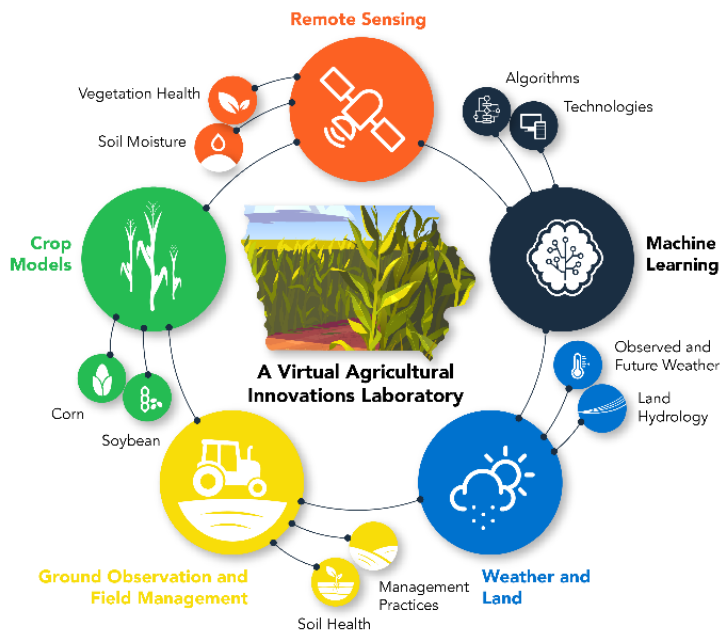 Remote Sensing
Vegetation Health
Soil Moisture
Algorithms
Technologies
Crop
Models
Machine
Learning
A Virtual Agricultural
Innovations Laboratory
Observed and
Future Weather
Land
Hydrology
Corn
Soybean
Ground Observation and
Field Management
Management
Practices
Soil Health
Weather and
Land